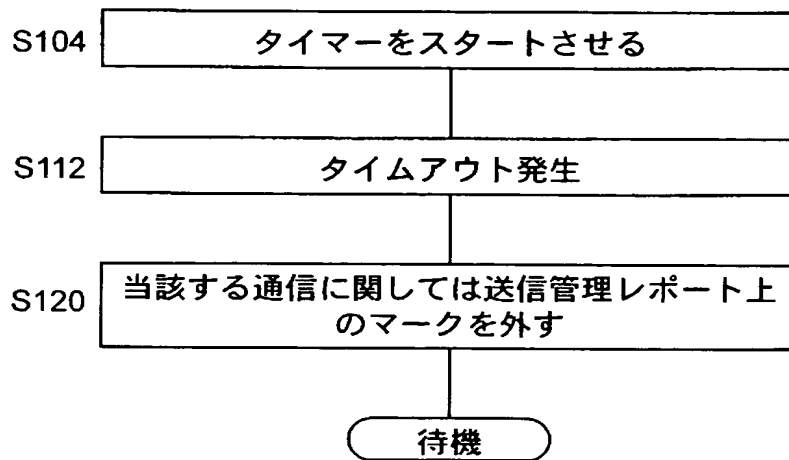 S104 タイマーをスタートさせる
S112 タイムアウト発生
S120 当該する通信に関しては送信管理レポート上
のマークを外す
待機